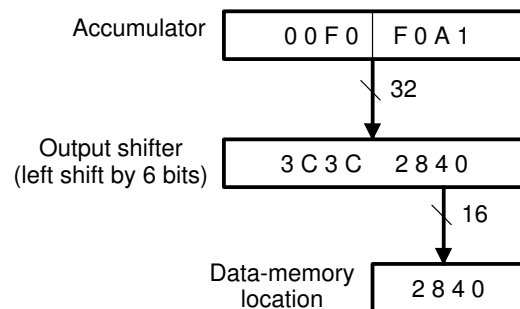 Accumulator
0 0 F 0 F 0 A 1
32
Output shifter
(left shift by 6 bits)
3 C 3 C 2 8 4 0
16
Data-memory
location
2 8 4 0